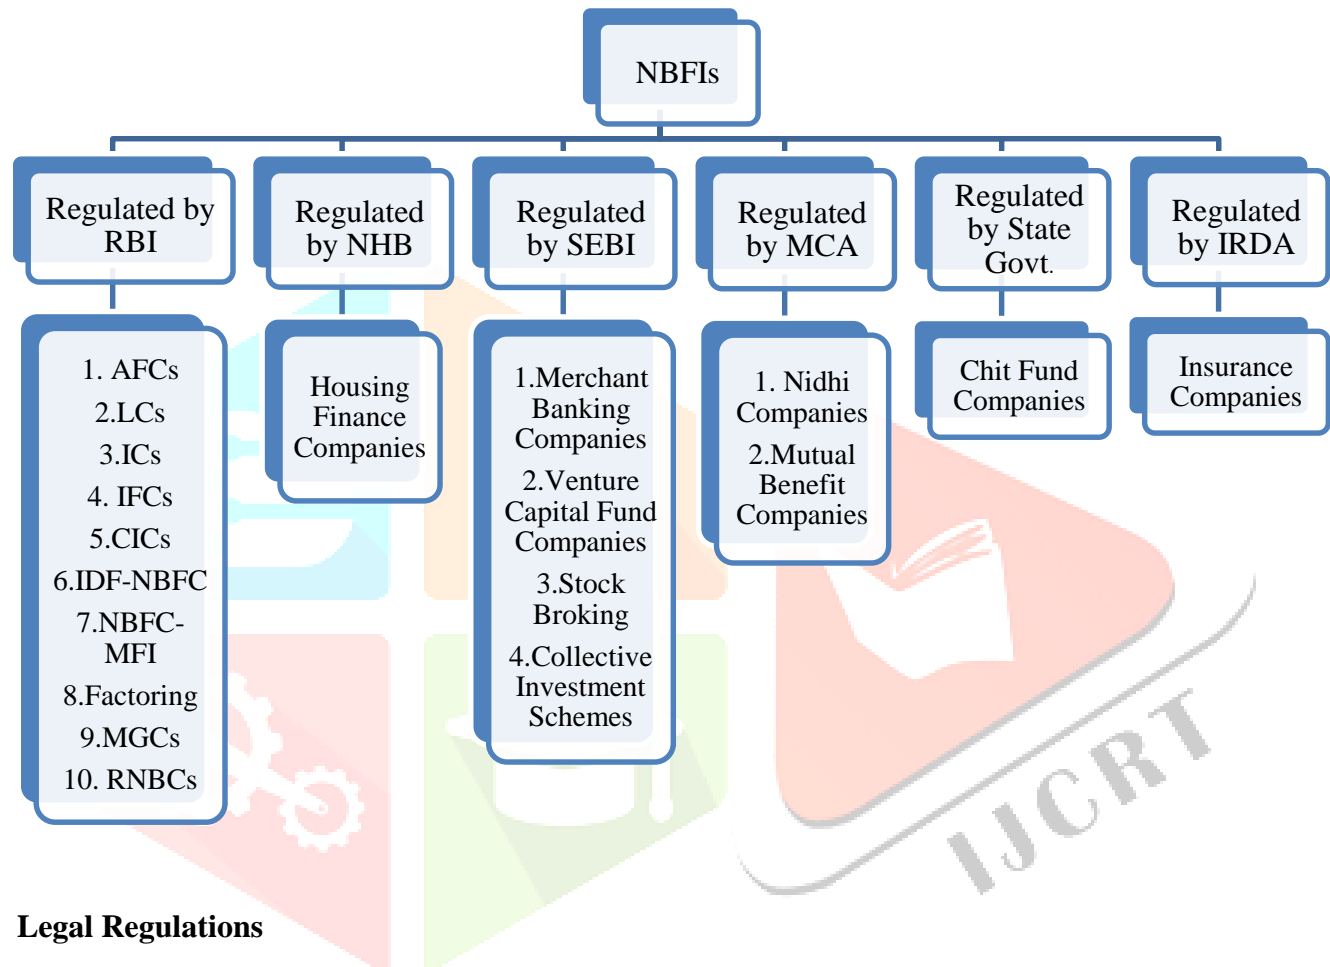 NBFIs
Regulated by
RBI
Regulated
by NHB
Regulated
by SEBI
Regulated
by MCA
Regulated
by State
Govt.
Regulated
by IRDA
1. AFCs
2.LCs
3.ICs
4. IFCs
5.CICs
6.IDF-NBFC
7.NBFC-
MFI
8.Factoring
9.MGCs
10. RNBCs
Housing
Finance
Companies
1.Merchant
Banking
Companies
2.Venture
Capital Fund
Companies
3.Stock
Broking
4.Collective
Investment
Schemes
1. Nidhi
Companies
2.Mutual
Benefit
Companies
Chit Fund
Companies
Insurance
Companies
IJCRT
Legal Regulations